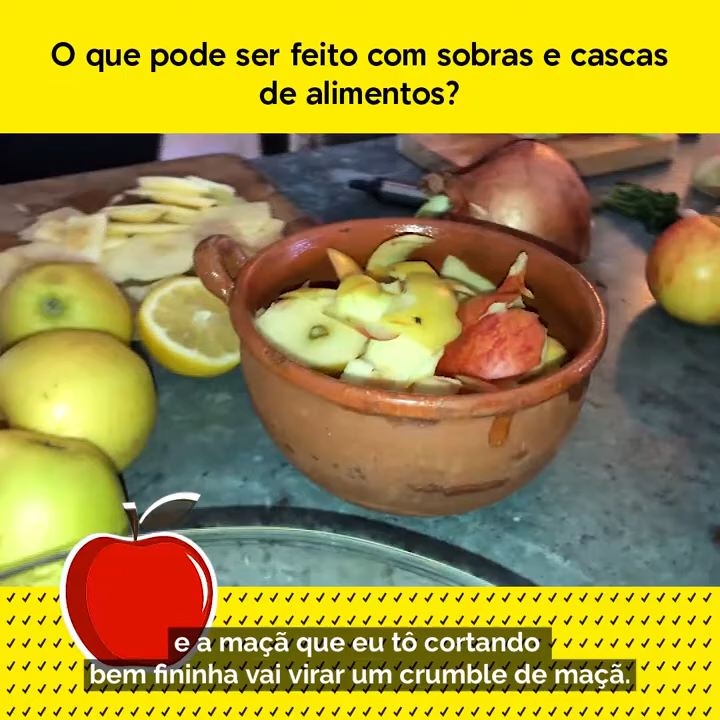 O que pode ser feito com sobras e cascas
de alimentos?
e a maçã que eu tô cortando
bem fininha vai virar um crumble de maçã.